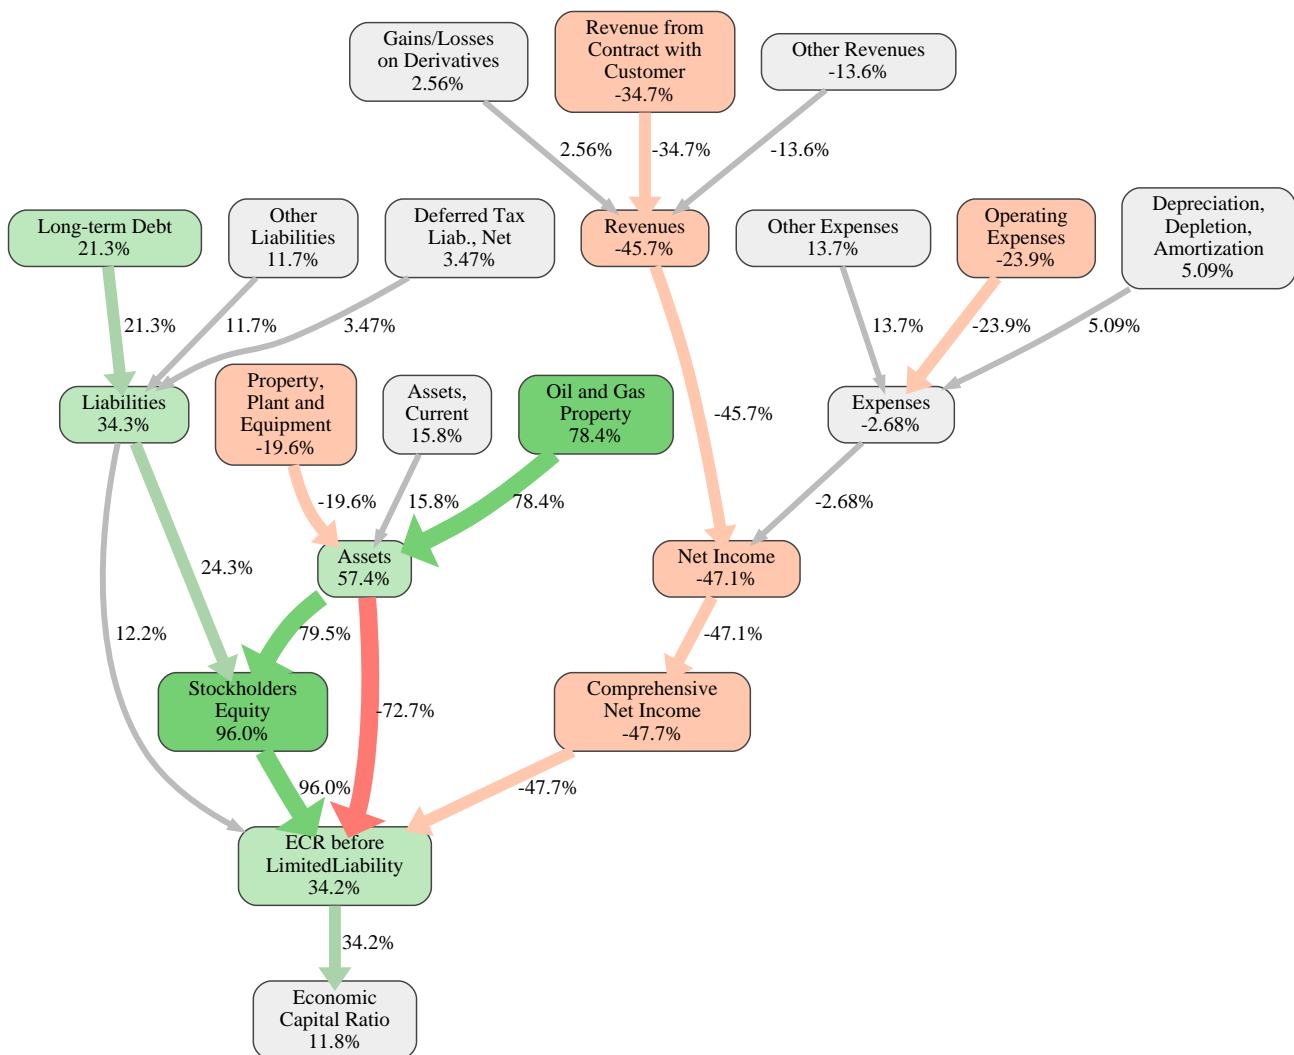 Gains/Losses
on Derivatives
2.56%
Revenue from
Contract with
Customer
-34.7%
Other Revenues
-13.6%
2.56%
-34.7%
-13.6%
Long-term Debt
21.3%
Other
Liabilities
11.7%
Deferred Tax
Liab., Net
3.47%
Revenues
-45.7%
Other Expenses
13.7%
Operating
Expenses
-23.9%
Depreciation,
Depletion,
Amortization
5.09%
21.3%
11.7%
3.47%
13.7%
-23.9%
5.09%
Liabilities
34.3%
Property,
Plant and
Equipment
-19.6%
Assets,
Current
15.8%
Oil and Gas
Property
78.4%
-45.7%
Expenses
-2.68%
-19.6%
15.8%
78.4%
-2.68%
24.3%
Assets
57.4%
Net Income
-47.1%
12.2%
79.5%
-47.1%
Stockholders
Equity
96.0%
-72.7%
Comprehensive
Net Income
-47.7%
96.0%
-47.7%
ECR before
LimitedLiability
34.2%
34.2%
Economic
Capital Ratio
11.8%